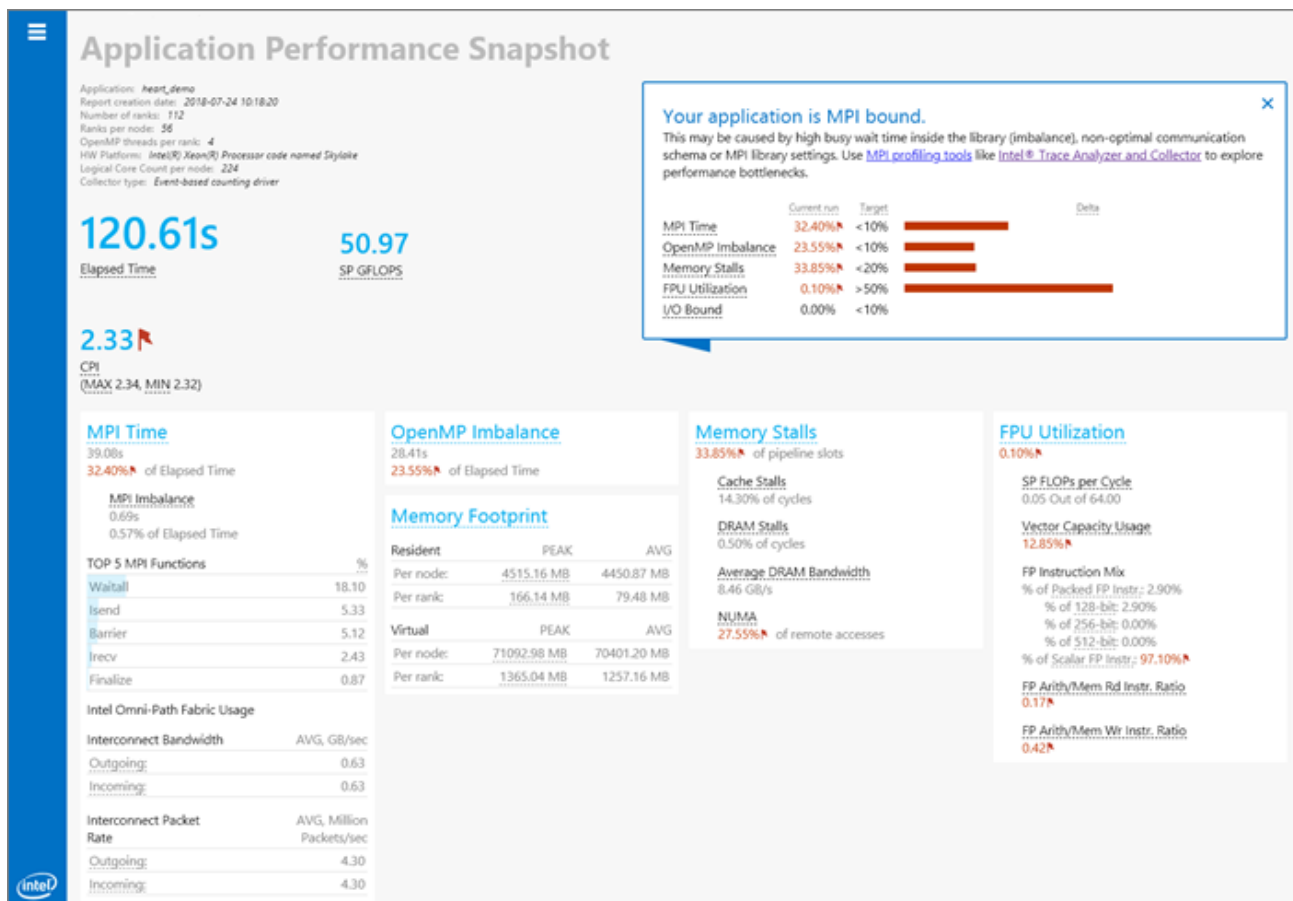 Application Performance Snapshot
Application: heart_demo
Report creation date: 2018-07-24 10:18:20
Number of ranks: 112
Ranks per node: 56
OpenMP threads per rank: 4
HW Platform: Intel(R) Xeon(R) Processor code named Skylake
Logical Core Count per node: 224
Collector type: Event-based counting driver
120.61s
Elapsed Time
50.97
SP GFLOPS
2.33
CPI
(MAX 2.34, MIN 2.32)
Your application is MPI bound.
This may be caused by high busy wait time inside the library (imbalance), non-optimal communication
schema or MPI library settings. Use MPI profiling tools like Intel® Trace Analyzer and Collector to explore
performance bottlenecks.
Current run Target Delta
MPI Time 32.40% <10%
OpenMP Imbalance 23.55% <10%
Memory Stalls 33.85% <20%
FPU Utilization 0.10% >50%
I/O Bound 0.00% <10%
MPI Time
39.08s
32.40% of Elapsed Time
MPI Imbalance
0.69s
0.57% of Elapsed Time
TOP 5 MPI Functions %
Waitall 18.10
Isend 5.33
Barrier 5.12
Irecv 2.43
Finalize 0.87
Intel Omni-Path Fabric Usage
Interconnect Bandwidth AVG, GB/sec
Outgoing: 0.63
Incoming: 0.63
Interconnect Packet AVG, Million
Rate Packets/sec
Outgoing: 4.30
Incoming: 4.30
OpenMP Imbalance
28.41s
23.55% of Elapsed Time
Memory Footprint
Resident PEAK AVG
Per node: 4515.16 MB 4450.87 MB
Per rank: 166.14 MB 79.48 MB
Virtual PEAK AVG
Per node: 71092.98 MB 70401.20 MB
Per rank: 1365.04 MB 1257.16 MB
Memory Stalls
33.85% of pipeline slots
Cache Stalls
14.30% of cycles
DRAM Stalls
0.50% of cycles
Average DRAM Bandwidth
8.46 GB/s
NUMA
27.55% of remote accesses
FPU Utilization
0.10%
SP FLOPs per Cycle
0.05 Out of 64.00
Vector Capacity Usage
12.85%
FP Instruction Mix
% of Packed FP Instr.: 2.90%
% of 128-bit: 2.90%
% of 256-bit: 0.00%
% of 512-bit: 0.00%
% of Scalar FP Instr.: 97.10%
FP Arith/Mem Rd Instr. Ratio
0.17
FP Arith/Mem Wr Instr. Ratio
0.42
intel